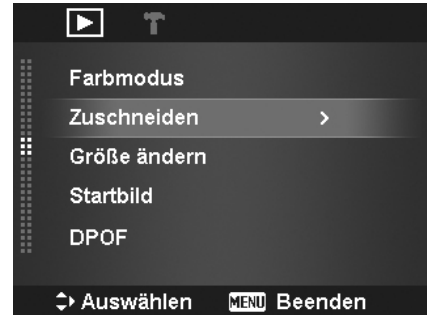 Farbmodus
Zuschneiden
Größe ändern
Startbild
DPOF
Auswählen MENU Beenden